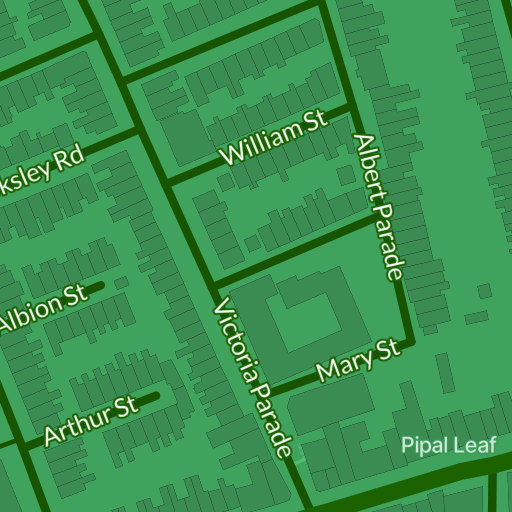 William St
Albert Parade
ksley Rd
Albion St
Victoria Parade
Mary St
Arthur St
Pipal Leaf